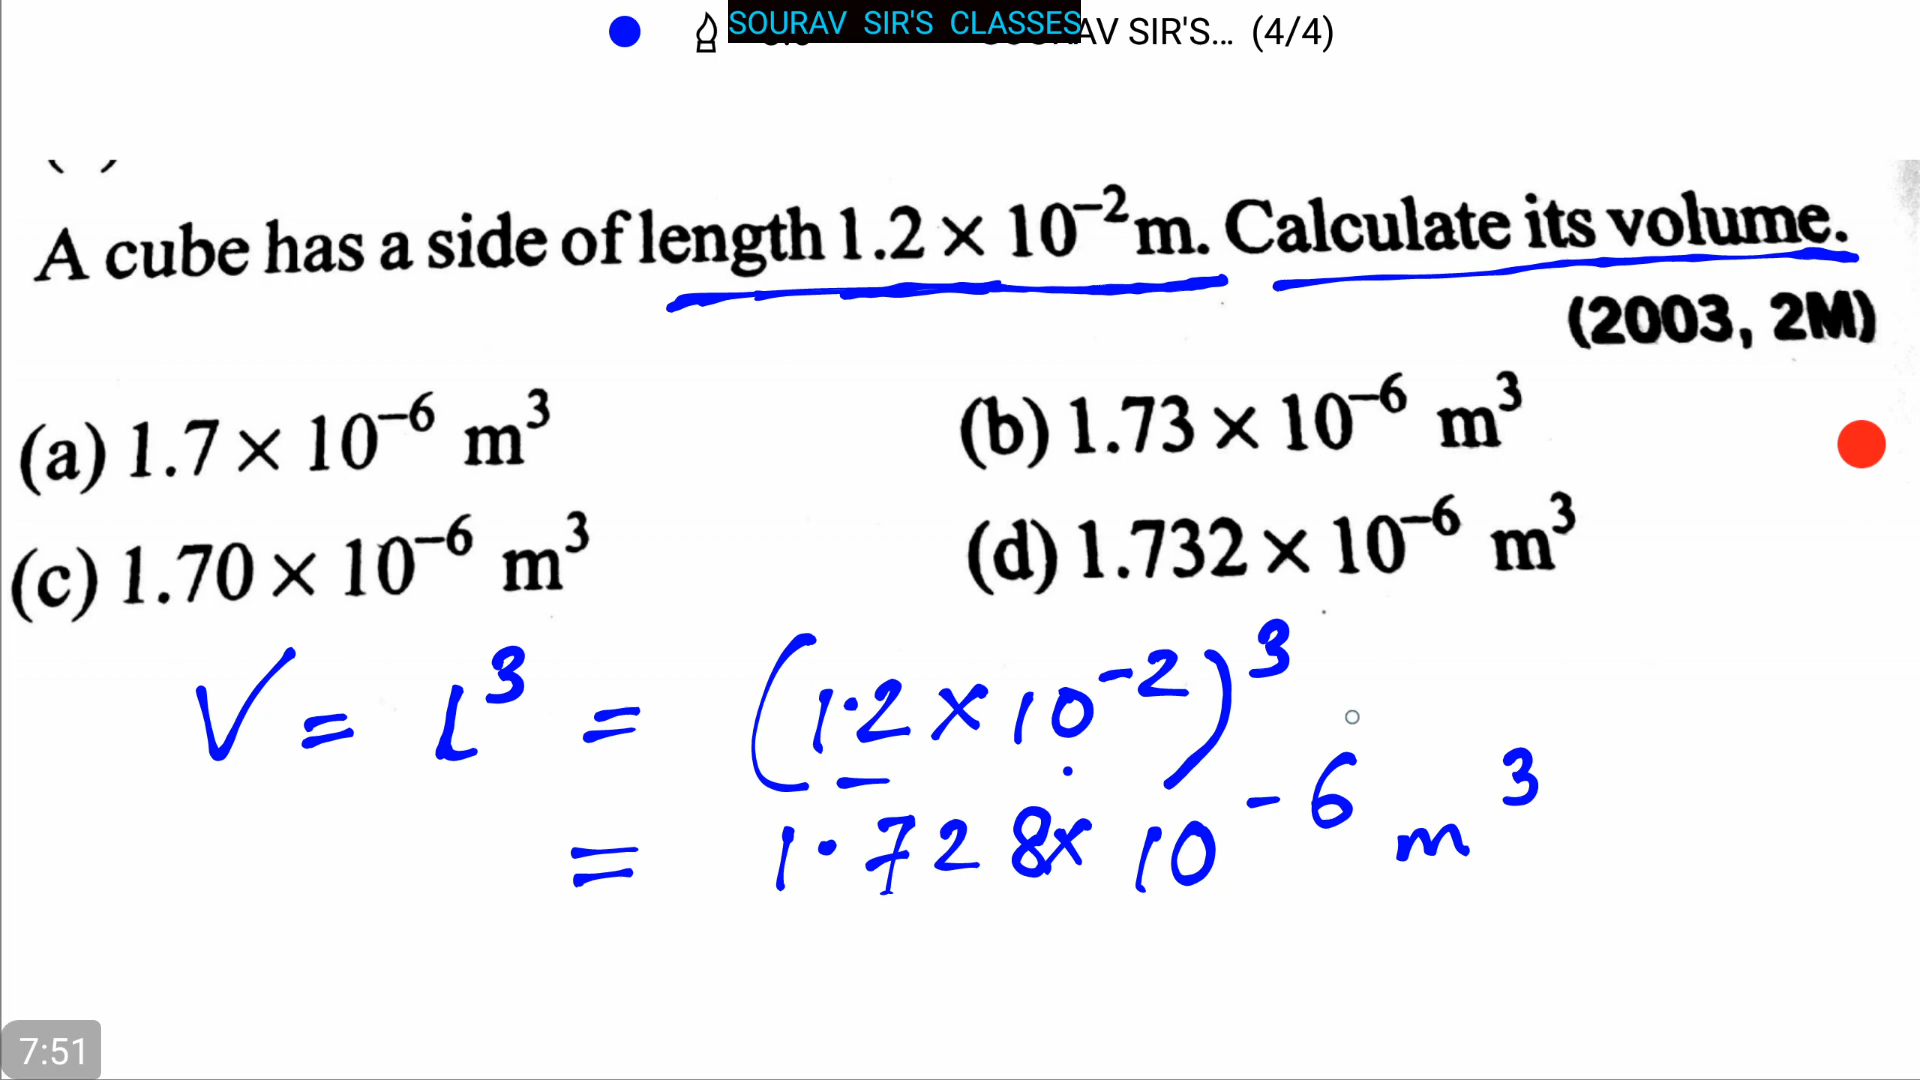 SOURAV SIR'S CLASSES AV SIR'S... (4/4)
A cube has a side of length 1.2 × 10⁻² m. Calculate its volume.
(2003, 2M)
(a) 1.7 × 10⁻⁶ m³ (b) 1.73 × 10⁻⁶ m³
(c) 1.70 × 10⁻⁶ m³ (d) 1.732 × 10⁻⁶ m³
V = L³ = (1.2 × 10⁻²)³
= 1.728 × 10⁻⁶ m³
7:51